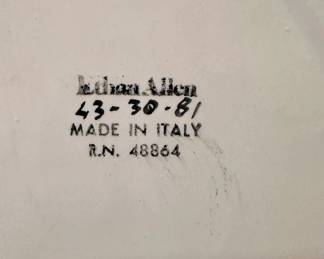 Ethan Allen
43-30-81
MADE IN ITALY
R.N. 48864